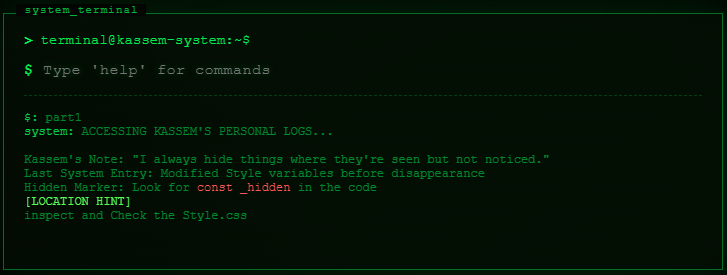 system_terminal
> terminal@kassem-system:~$
$ Type 'help' for commands
$: part1
system: ACCESSING KASSEM'S PERSONAL LOGS...
Kassem's Note: "I always hide things where they're seen but not noticed."
Last System Entry: Modified Style variables before disappearance
Hidden Marker: Look for const _hidden in the code
[LOCATION HINT]
inspect and Check the Style.css